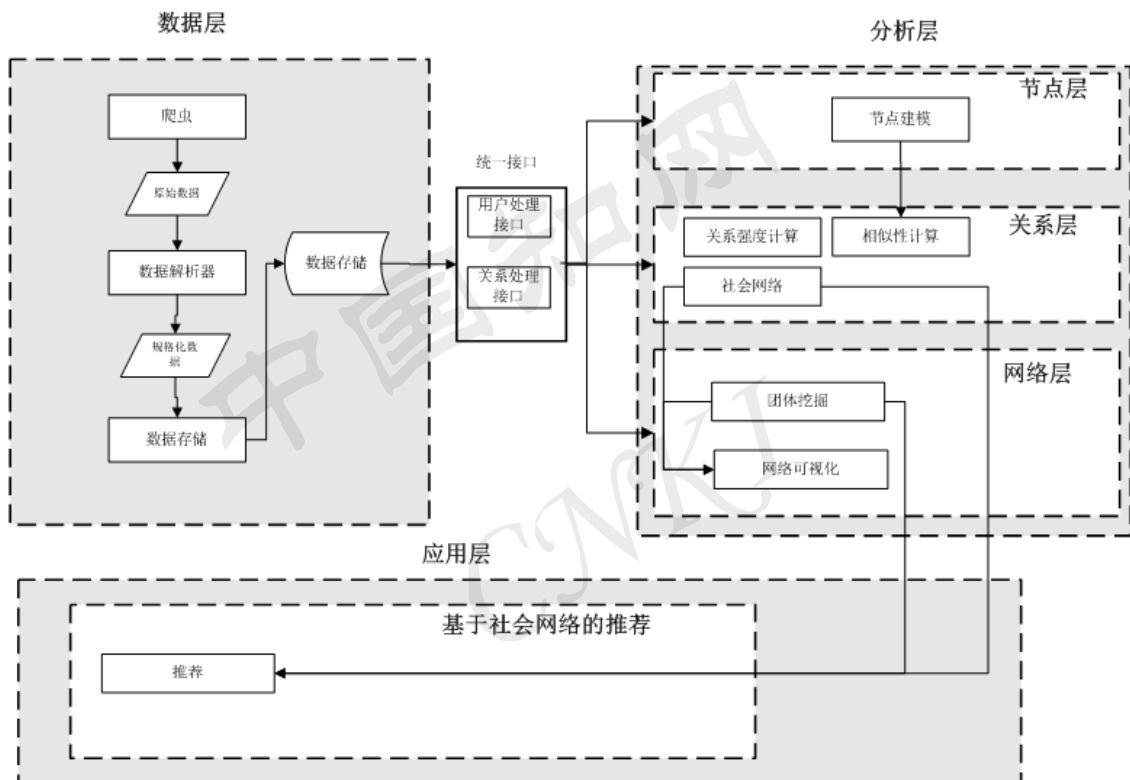 数据层
爬虫
原始数据
数据解析器
规格化数
据
数据存储
数据存储
统一接口
用户处理
接口
关系处理
接口
分析层
节点层
节点建模
关系层
关系强度计算
相似性计算
社会网络
网络层
团体挖掘
网络可视化
应用层
基于社会网络的推荐
推荐
中国知网
CNKI